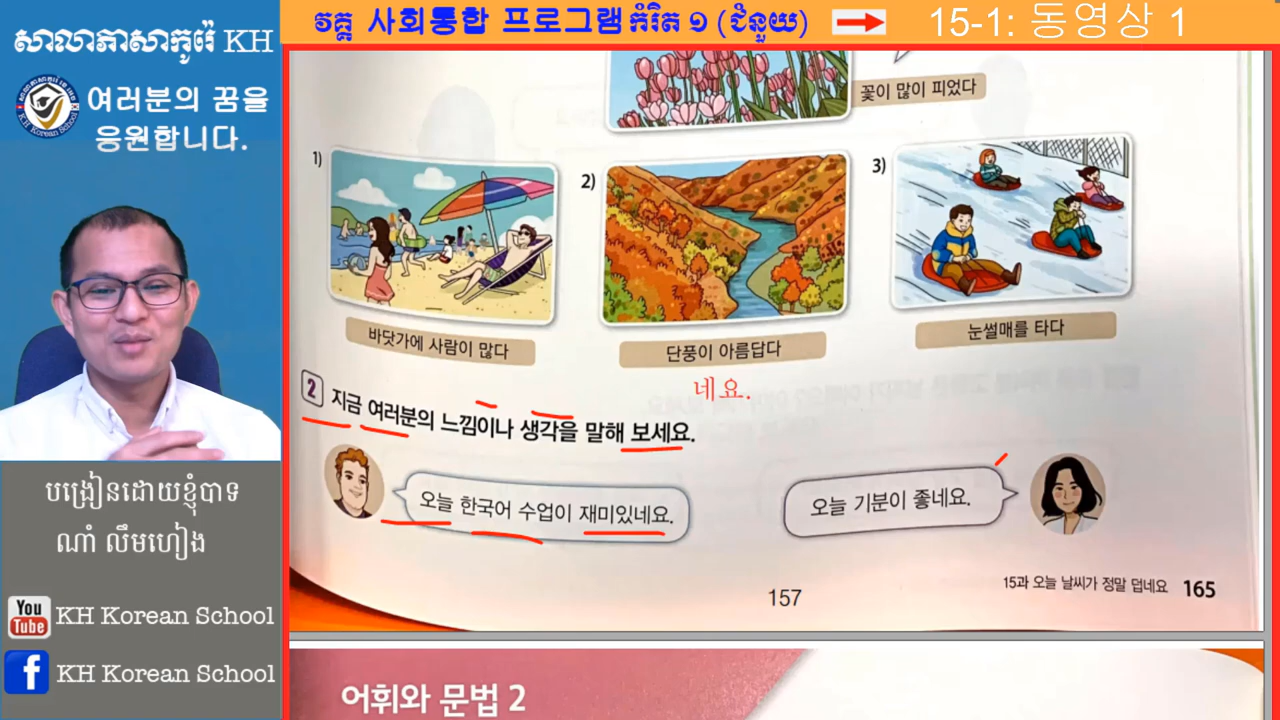 សាលាភាសាកូរ៉េ KH
여러분의 꿈을
응원합니다.
វគ្គ 사회통합 프로그램 កំរិត ១ (ជំនួយ)
15-1: 동영상 1
꽃이 많이 피었다
1)
2)
3)
바닷가에 사람이 많다
단풍이 아름답다
눈썰매를 타다
네요.
2 지금 여러분의 느낌이나 생각을 말해 보세요.
오늘 한국어 수업이 재미있네요.
오늘 기분이 좋네요.
157
15과 오늘 날씨가 정말 덥네요 165
어휘와 문법 2
បង្រៀនដោយខ្ញុំបាទ
ណាំ លឹមហៀង
You Tube KH Korean School
f KH Korean School